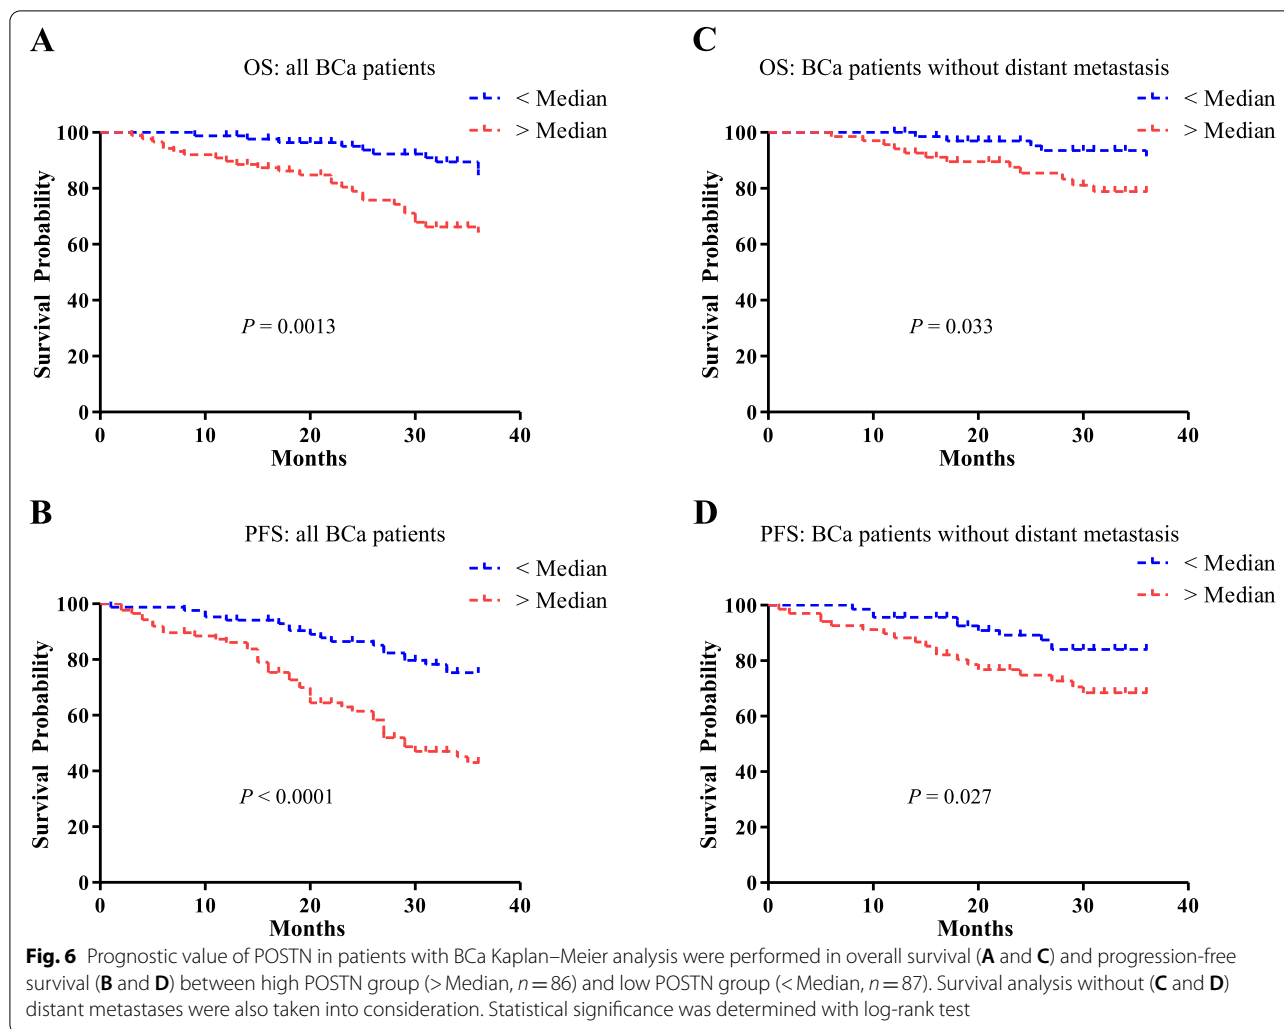 A
OS: all BCa patients
< Median
> Median
100
80
60
40
20
0
Survival Probability
P = 0.0013
0 10 20 30 40
Months
C
OS: BCa patients without distant metastasis
< Median
> Median
100
80
60
40
20
0
Survival Probability
P = 0.033
0 10 20 30 40
Months
B
PFS: all BCa patients
< Median
> Median
100
80
60
40
20
0
Survival Probability
P < 0.0001
0 10 20 30 40
Months
D
PFS: BCa patients without distant metastasis
< Median
> Median
100
80
60
40
20
0
Survival Probability
P = 0.027
0 10 20 30 40
Months
Fig. 6 Prognostic value of POSTN in patients with BCa Kaplan–Meier analysis were performed in overall survival (A and C) and progression-free
survival (B and D) between high POSTN group (> Median, n = 86) and low POSTN group (< Median, n = 87). Survival analysis without (C and D)
distant metastases were also taken into consideration. Statistical significance was determined with log-rank test